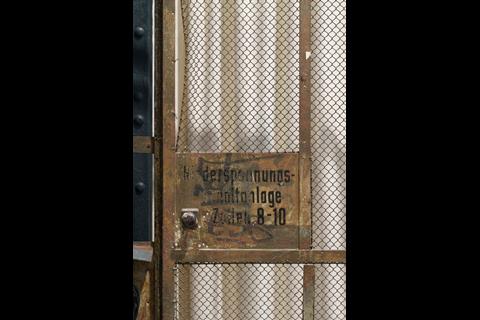 Niederspannungs-
schaltanlage
Zellen 8-10